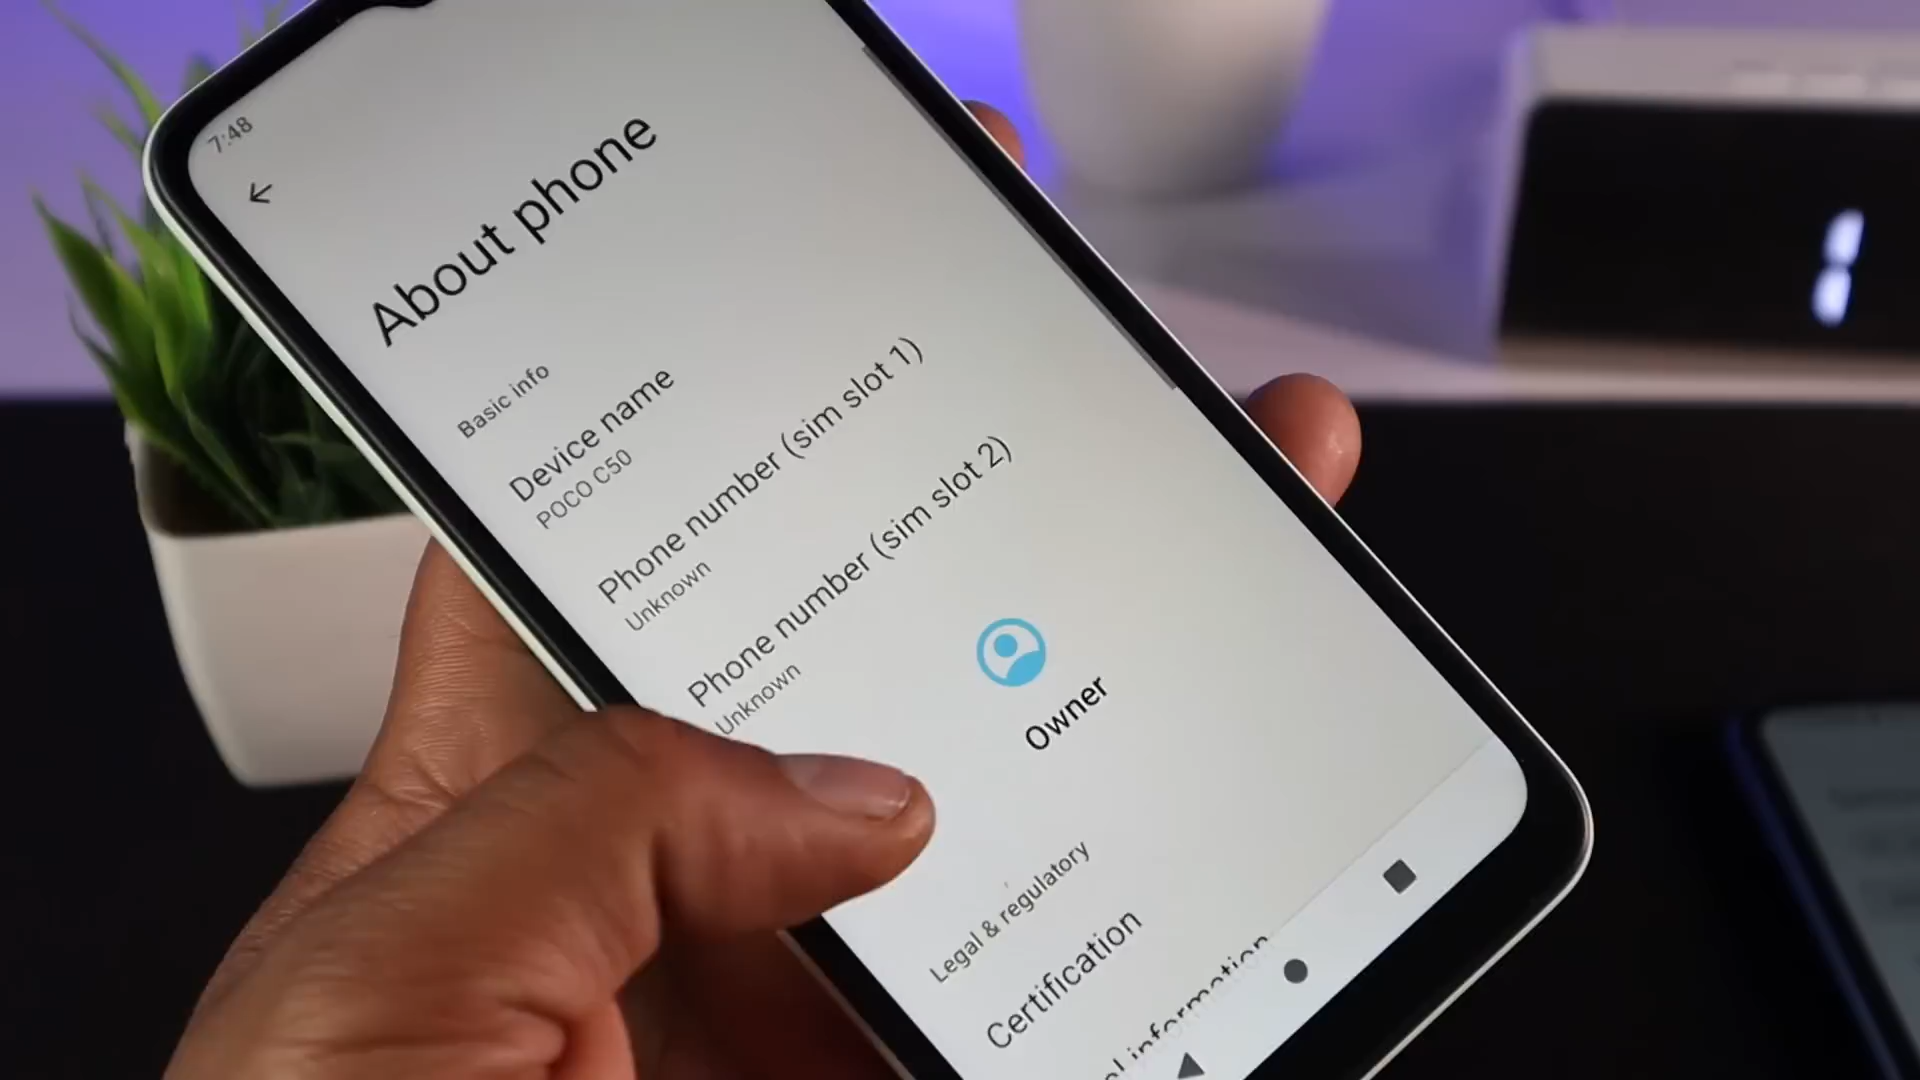 7:48
About phone
Basic info
Device name
POCO C50
Phone number (sim slot 1)
Unknown
Phone number (sim slot 2)
Unknown
Owner
Legal & regulatory
Certification
information